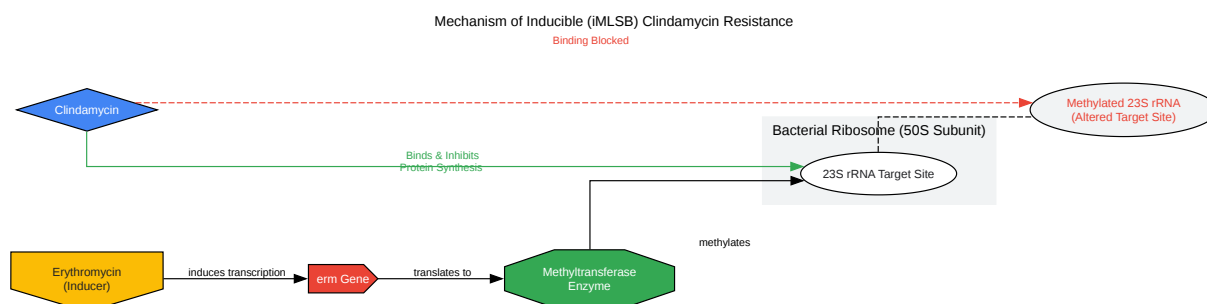 Mechanism of Inducible (iMLSB) Clindamycin Resistance
Binding Blocked
Clindamycin
Methylated 23S rRNA
(Altered Target Site)
Bacterial Ribosome (50S Subunit)
Binds & Inhibits
Protein Synthesis
23S rRNA Target Site
methylates
Erythromycin
(Inducer)
induces transcription
erm Gene
translates to
Methyltransferase
Enzyme